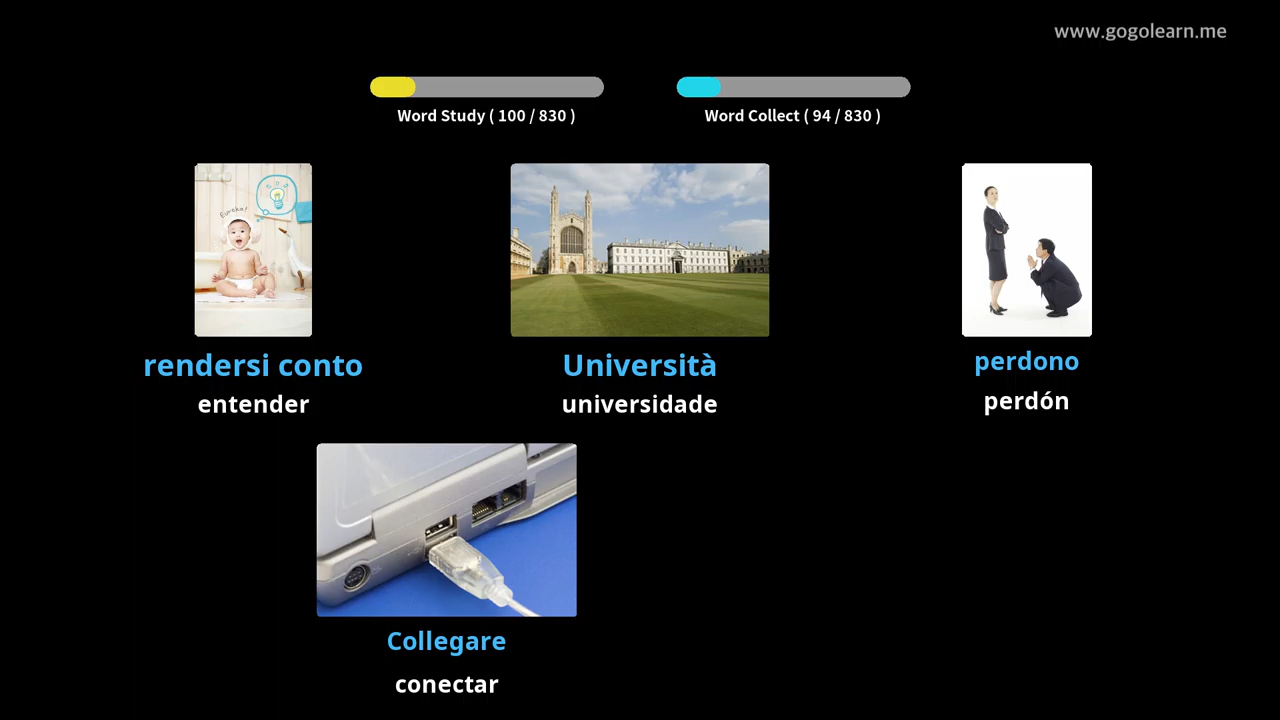 www.gogolearn.me
Word Study ( 100 / 830 )
Word Collect ( 94 / 830 )
Eureka!
rendersi conto
Università
perdono
entender
universidade
perdón
Collegare
conectar